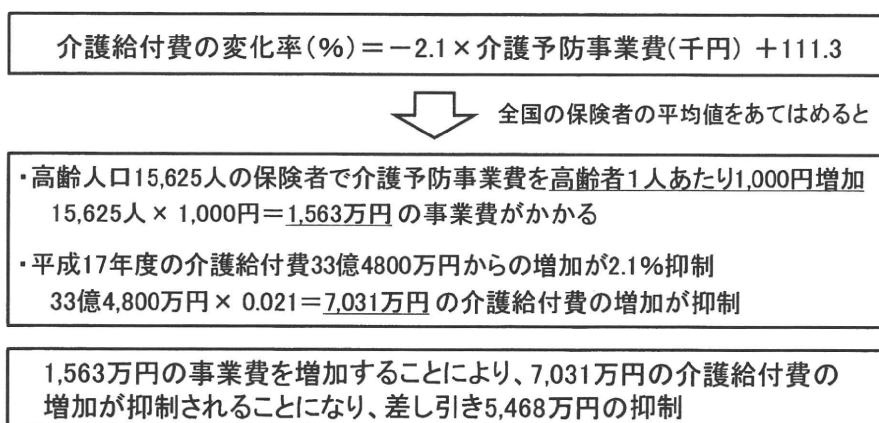 介護給付費の変化率(%)=-2.1×介護予防事業費(千円) +111.3
全国の保険者の平均値をあてはめると
・高齢人口15,625人の保険者で介護予防事業費を高齢者1人あたり1,000円増加
15,625人 × 1,000円=1,563万円 の事業費がかかる
・平成17年度の介護給付費33億4800万円からの増加が2.1%抑制
33億4,800万円× 0.021=7,031万円 の介護給付費の増加が抑制
1,563万円の事業費を増加することにより、7,031万円の介護給付費の
増加が抑制されることになり、差し引き5,468万円の抑制